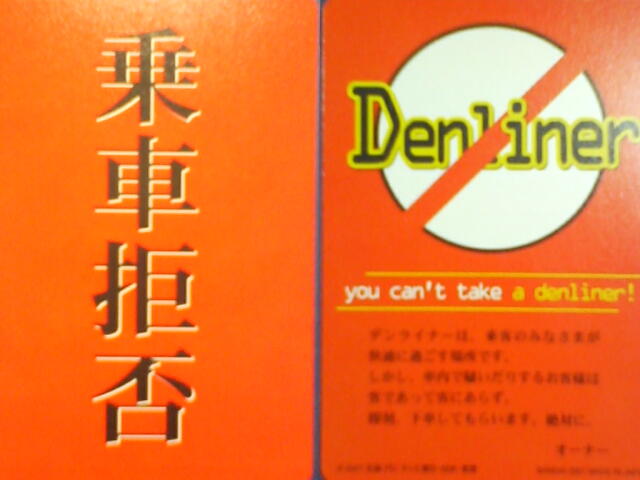 乗車拒否
Denliner
you can't take a denliner!
デンライナーは、乗客のみなさまが
快適に過ごす場所です。
しかし、車内で騒いだりするお客様は
客であって客にあらず。
即刻、下車してもらいます。絶対に。
オーナー